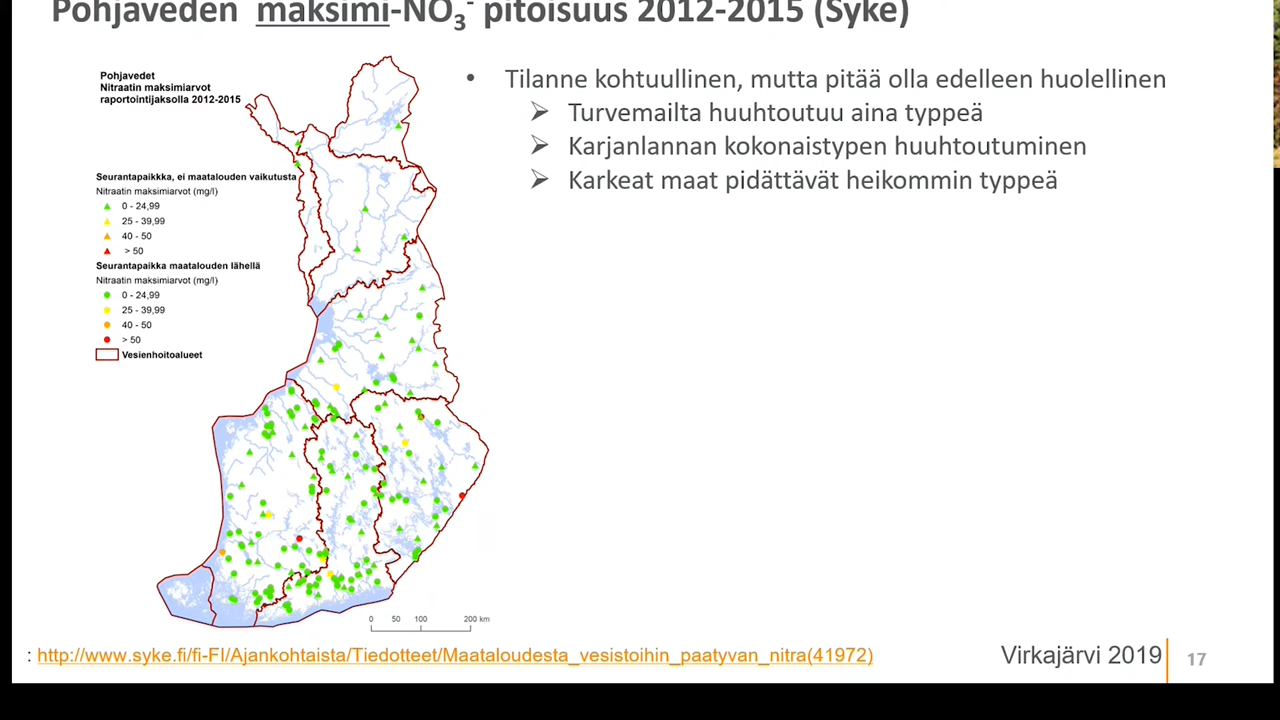 Pohjaveden maksimi-NO3- pitoisuus 2012-2015 (Syke)
Pohjavedet
Nitraatin maksimiarvot
raportointijaksolla 2012-2015
Seurantapaikkka, ei maatalouden vaikutusta
Nitraatin maksimiarvot (mg/l)
0 - 24,99
25 - 39,99
40 - 50
> 50
Seurantapaikka maatalouden lähellä
Nitraatin maksimiarvot (mg/l)
0 - 24,99
25 - 39,99
40 - 50
> 50
Vesienhoitoalueet
0 50 100 200 km
• Tilanne kohtuullinen, mutta pitää olla edelleen huolellinen
➢ Turvemailta huuhtoutuu aina typpeä
➢ Karjanlannan kokonaistypen huuhtoutuminen
➢ Karkeat maat pidättävät heikommin typpeä
: http://www.syke.fi/fi-FI/Ajankohtaista/Tiedotteet/Maataloudesta_vesistoihin_paatyvan_nitra(41972)
Virkajärvi 2019
17